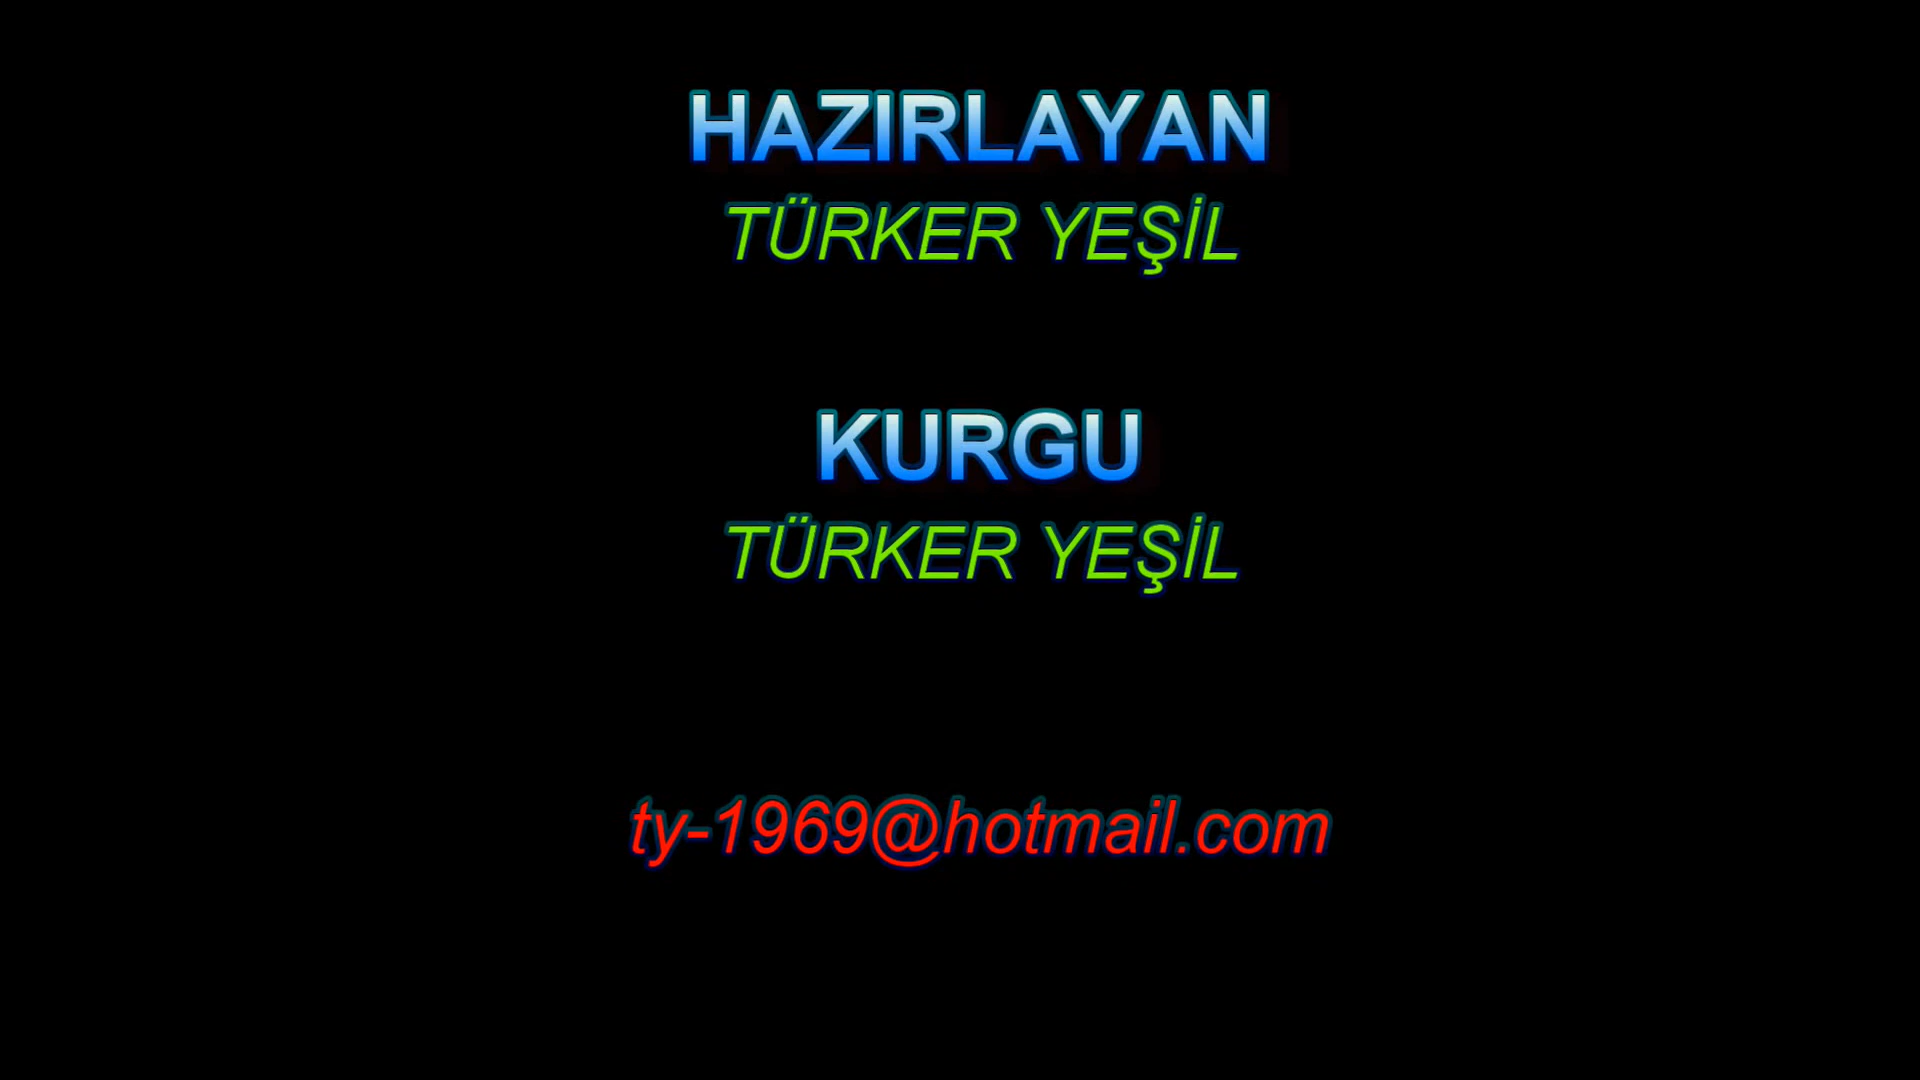 HAZIRLAYAN
TÜRKER YEŞİL
KURGU
TÜRKER YEŞİL
ty-1969@hotmail.com